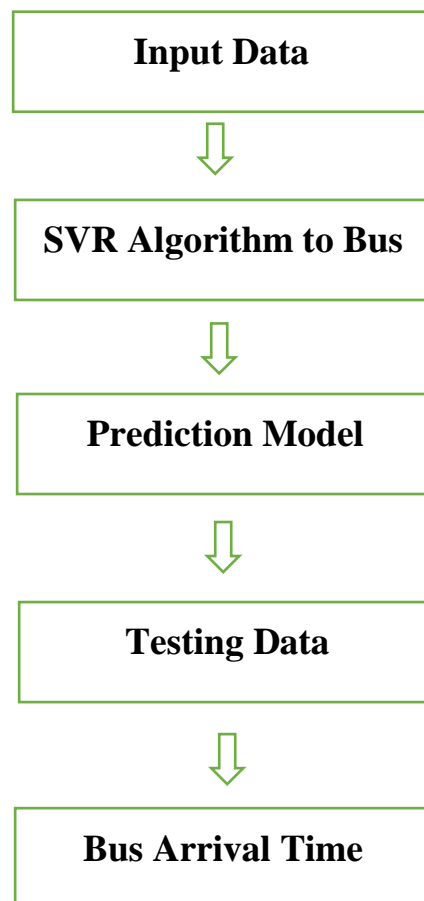 Input Data
SVR Algorithm to Bus
Prediction Model
Testing Data
Bus Arrival Time